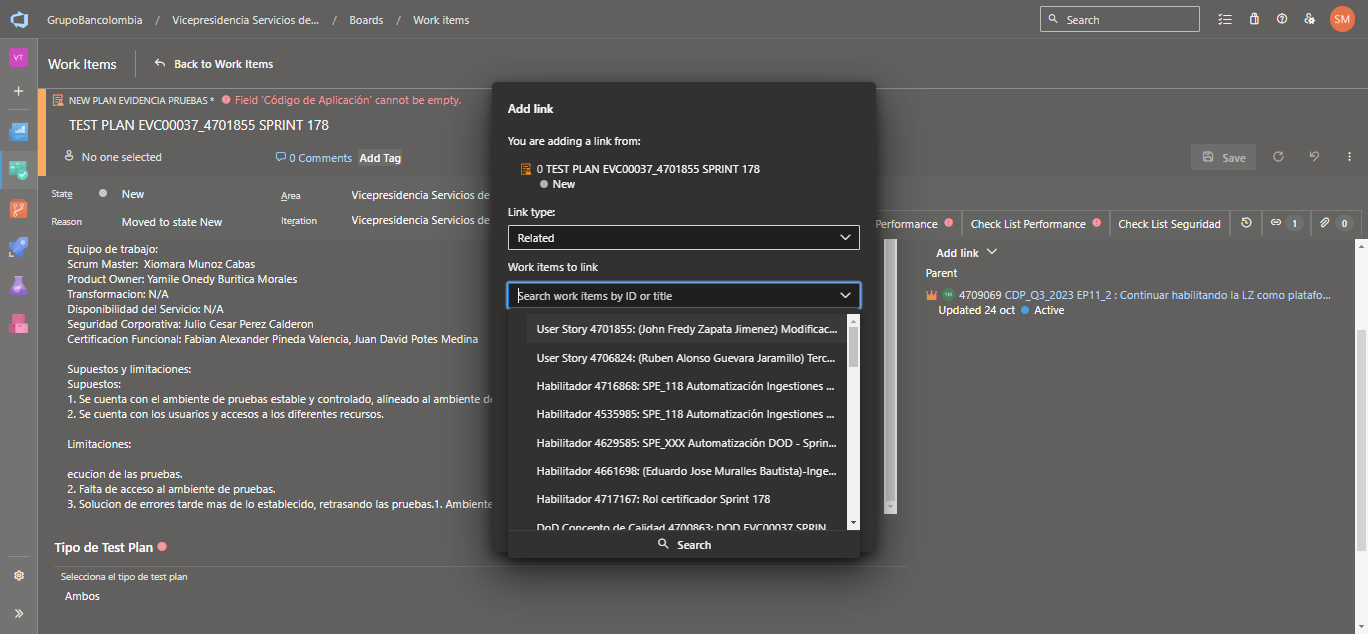 GrupoBancolombia / Vicepresidencia Servicios de... / Boards / Work items
Search
SM
VT
Work Items
Back to Work Items
NEW PLAN EVIDENCIA PRUEBAS * Field 'Código de Aplicación' cannot be empty.
TEST PLAN EVC00037_4701855 SPRINT 178
No one selected
0 Comments
Add Tag
Save
State
New
Area
Vicepresidencia Servicios de
Reason
Moved to state New
Iteration
Vicepresidencia Servicios de
Performance
Check List Performance
Check List Seguridad
1
0
Equipo de trabajo:
Scrum Master: Xiomara Munoz Cabas
Product Owner: Yamile Onedy Buritica Morales
Transformacion: N/A
Disponibilidad del Servicio: N/A
Seguridad Corporativa: Julio Cesar Perez Calderon
Certificacion Funcional: Fabian Alexander Pineda Valencia, Juan David Potes Medina
Supuestos y limitaciones:
Supuestos:
1. Se cuenta con el ambiente de pruebas estable y controlado, alineado al ambiente de
2. Se cuenta con los usuarios y accesos a los diferentes recursos.
Limitaciones:
ecucion de las pruebas.
2. Falta de acceso al ambiente de pruebas.
3. Solucion de errores tarde mas de lo establecido, retrasando las pruebas.1. Ambiente
Tipo de Test Plan
Selecciona el tipo de test plan
Ambos
Add link
You are adding a link from:
0 TEST PLAN EVC00037_4701855 SPRINT 178
New
Link type:
Related
Work items to link
Search work items by ID or title
User Story 4701855: (John Fredy Zapata Jimenez) Modificac...
User Story 4706824: (Ruben Alonso Guevara Jaramillo) Terc...
Habilitador 4716868: SPE_118 Automatización Ingestiones ...
Habilitador 4535985: SPE_118 Automatización Ingestiones ...
Habilitador 4629585: SPE_XXX Automatización DOD - Sprin...
Habilitador 4661698: (Eduardo Jose Muralles Bautista)-Inge...
Habilitador 4717167: Rol certificador Sprint 178
DoD Concepto de Calidad 4700863: DOD EVC00037 SPRIN
Search
Add link
Parent
4709069 CDP_Q3_2023 EP11_2 : Continuar habilitando la LZ como platafo...
Updated 24 oct Active